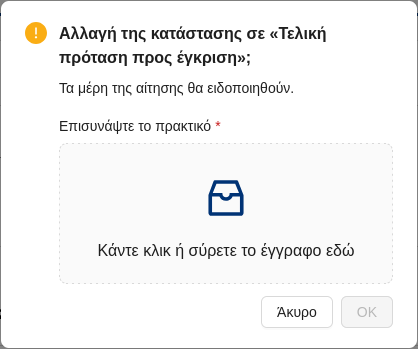 Αλλαγή της κατάστασης σε «Τελική
πρόταση προς έγκριση»;
Τα μέρη της αίτησης θα ειδοποιηθούν.
Επισυνάψτε το πρακτικό *
Κάντε κλικ ή σύρετε το έγγραφο εδώ
Άκυρο
OK